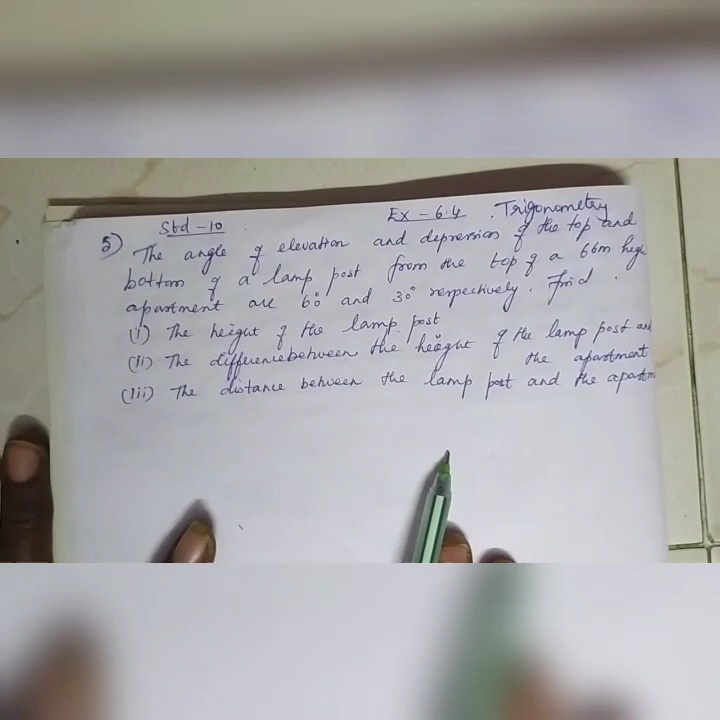 Std - 10 Ex - 6.4 . Trigonometry
5) The angle of elevation and depression of the top and
bottom of a lamp post from the top of a 66m high
apartment are 60° and 30° respectively. Find.
(i) The height of the lamp post
(ii) The difference between the height of the lamp post and
the apartment
(iii) The distance between the lamp post and the apartm